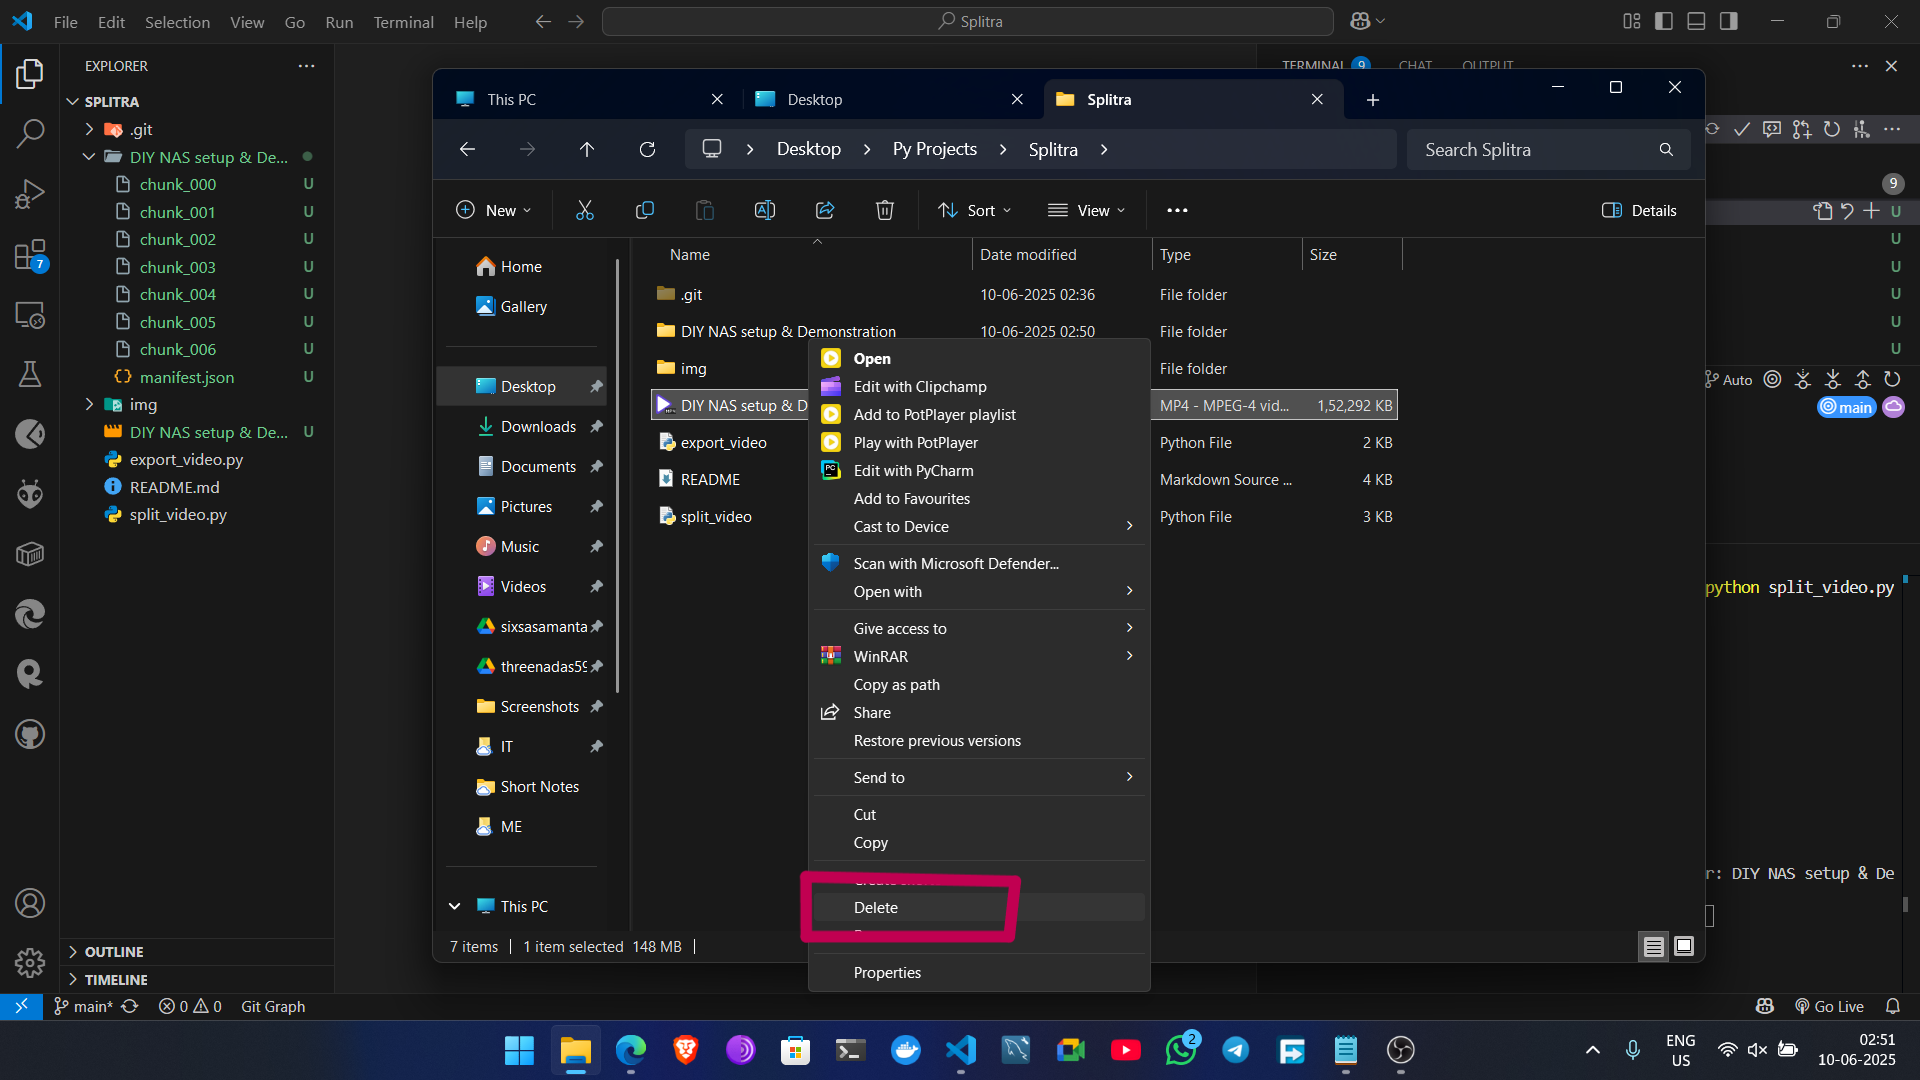 File Edit Selection View Go Run Terminal Help
Splitra
EXPLORER
SPLITRA
.git
DIY NAS setup & De...
chunk_000 U
chunk_001 U
chunk_002 U
chunk_003 U
chunk_004 U
chunk_005 U
chunk_006 U
manifest.json U
img
DIY NAS setup & De... U
export_video.py
README.md
split_video.py
OUTLINE
TIMELINE
7
TERMINAL 9 CHAT OUTPUT
This PC
Desktop
Splitra
Desktop > Py Projects > Splitra >
Search Splitra
New
Sort
View
Details
Home
Gallery
Desktop
Downloads
Documents
Pictures
Music
Videos
sixsasamanta
threenadas59
Screenshots
IT
Short Notes
ME
This PC
Name Date modified Type Size
.git 10-06-2025 02:36 File folder
DIY NAS setup & Demonstration 10-06-2025 02:50 File folder
img File folder
DIY NAS setup & D MP4 - MPEG-4 vid... 1,52,292 KB
export_video Python File 2 KB
README Markdown Source ... 4 KB
split_video Python File 3 KB
Open
Edit with Clipchamp
Add to PotPlayer playlist
Play with PotPlayer
Edit with PyCharm
Add to Favourites
Cast to Device
Scan with Microsoft Defender...
Open with
Give access to
WinRAR
Copy as path
Share
Restore previous versions
Send to
Cut
Copy
Delete
Properties
7 items 1 item selected 148 MB
9
U
U
U
U
U
U
Auto
main
python split_video.py
r: DIY NAS setup & De
main* 0 0 Git Graph
Go Live
2
ENG
US
02:51
10-06-2025